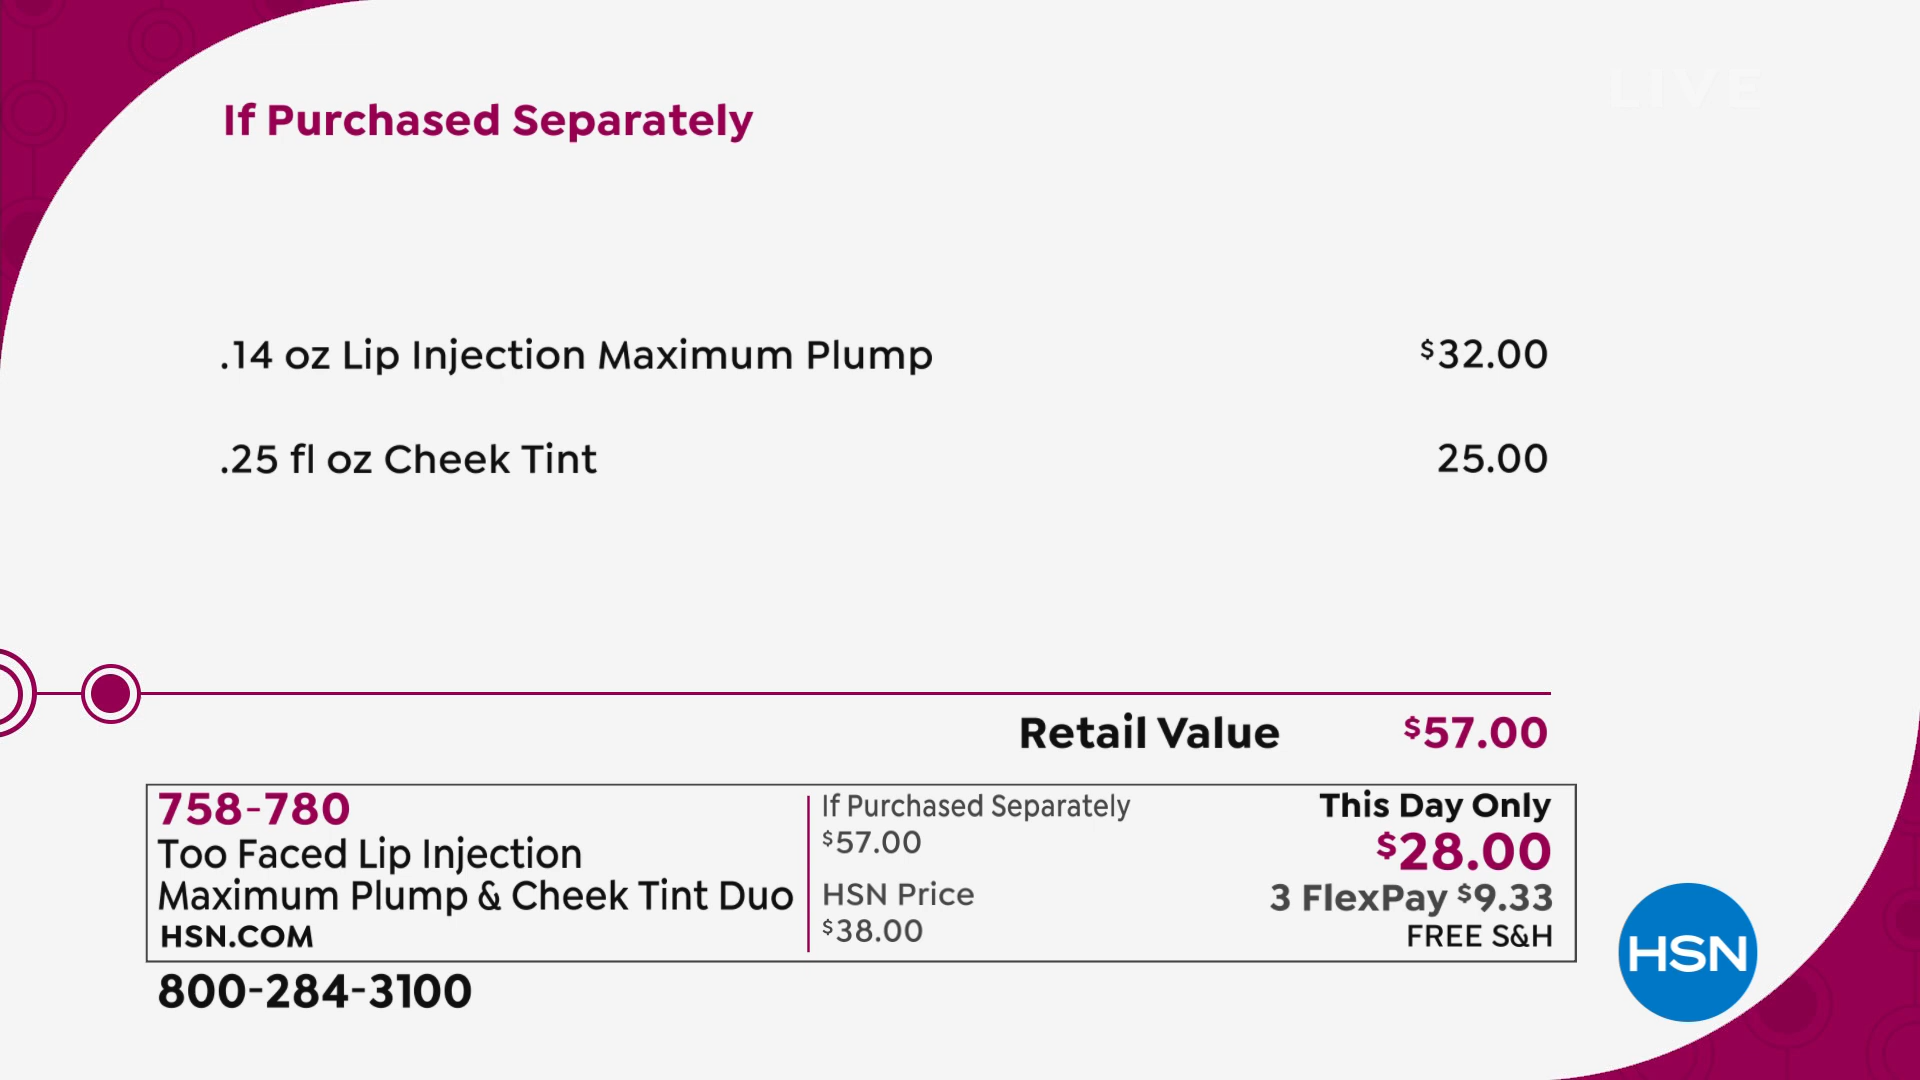 LIVE
If Purchased Separately
.14 oz Lip Injection Maximum Plump $32.00
.25 fl oz Cheek Tint 25.00
Retail Value $57.00
758-780
Too Faced Lip Injection
Maximum Plump & Cheek Tint Duo
HSN.COM
If Purchased Separately
$57.00
HSN Price
$38.00
This Day Only
$28.00
3 FlexPay $9.33
FREE S&H
800-284-3100
HSN